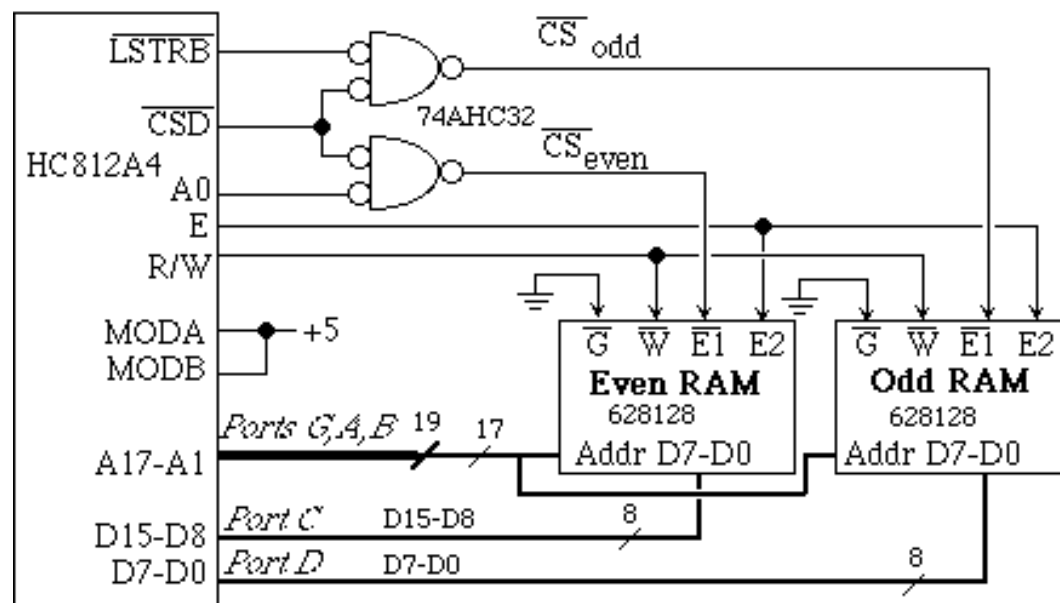 LSTRB
CS odd
CSD
74AHC32
CS even
HC812A4
A0
E
R/W
MODA
+5
MODB
G W E1 E2
Even RAM
628128
Addr D7-D0
G W E1 E2
Odd RAM
628128
Addr D7-D0
Ports G,A,B 19 17
A17-A1
Port C D15-D8 8
D15-D8
Port D D7-D0 8
D7-D0